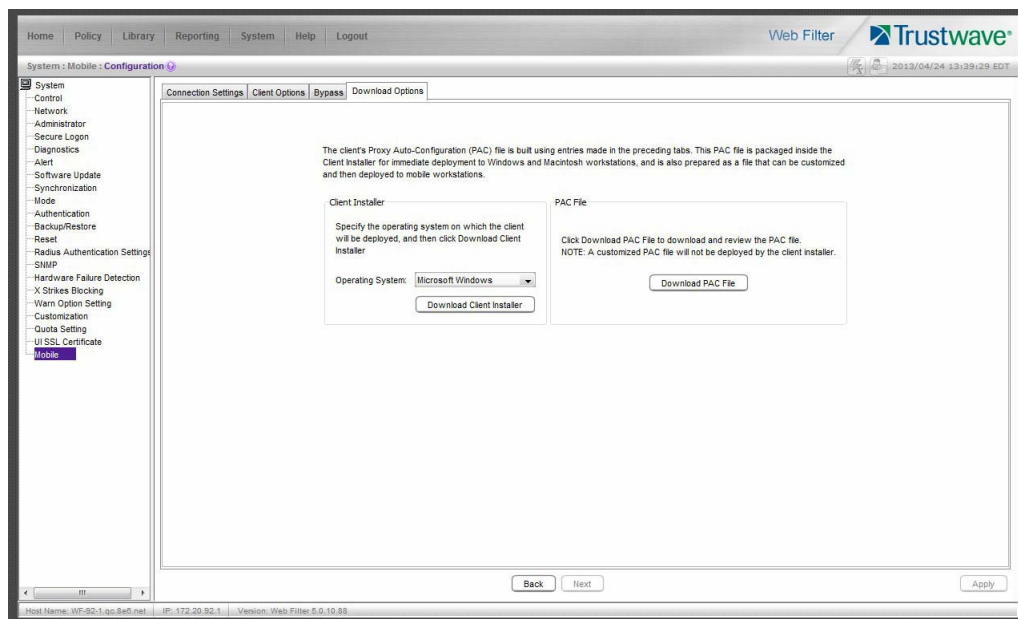 Home Policy Library Reporting System Help Logout
Web Filter
Trustwave®
System : Mobile : Configuration
2013/04/24 13:39:29 EDT
System
Control
Network
Administrator
Secure Logon
Diagnostics
Alert
Software Update
Synchronization
Mode
Authentication
Backup/Restore
Reset
Radius Authentication Settings
SNMP
Hardware Failure Detection
X Strikes Blocking
Warn Option Setting
Customization
Quota Setting
UI SSL Certificate
Mobile
Connection Settings Client Options Bypass Download Options
The client's Proxy Auto-Configuration (PAC) file is built using entries made in the preceding tabs. This PAC file is packaged inside the
Client Installer for immediate deployment to Windows and Macintosh workstations, and is also prepared as a file that can be customized
and then deployed to mobile workstations.
Client Installer
Specify the operating system on which the client
will be deployed, and then click Download Client
Installer
Operating System: Microsoft Windows
Download Client Installer
PAC File
Click Download PAC File to download and review the PAC file.
NOTE: A customized PAC file will not be deployed by the client installer.
Download PAC File
Back Next Apply
Host Name: WF-92-1.qc.8e6.net IP: 172.20.92.1 Version: Web Filter 5.0.10.88